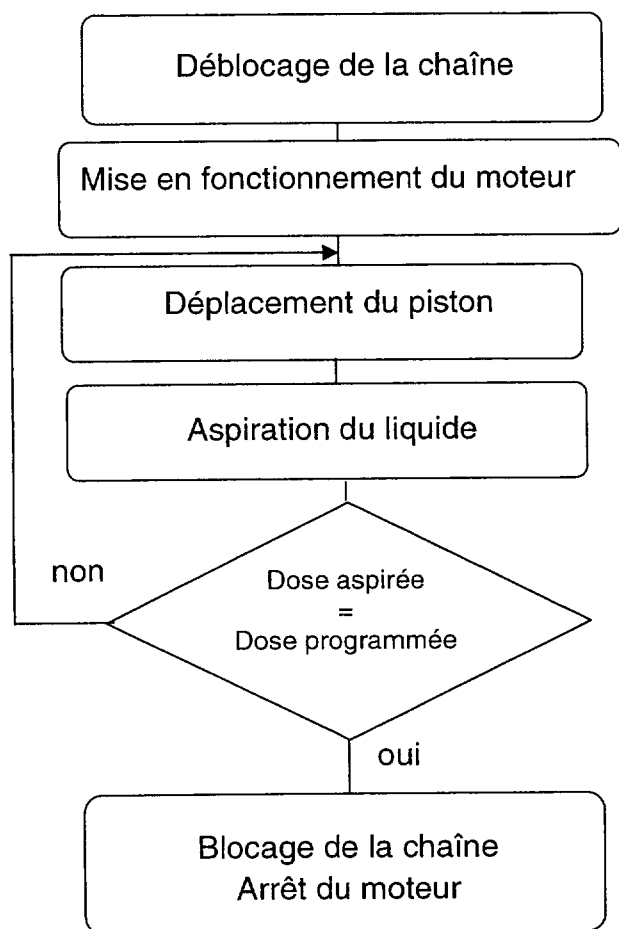 Déblocage de la chaîne
Mise en fonctionnement du moteur
Déplacement du piston
Aspiration du liquide
non
Dose aspirée
=
Dose programmée
oui
Blocage de la chaîne
Arrêt du moteur